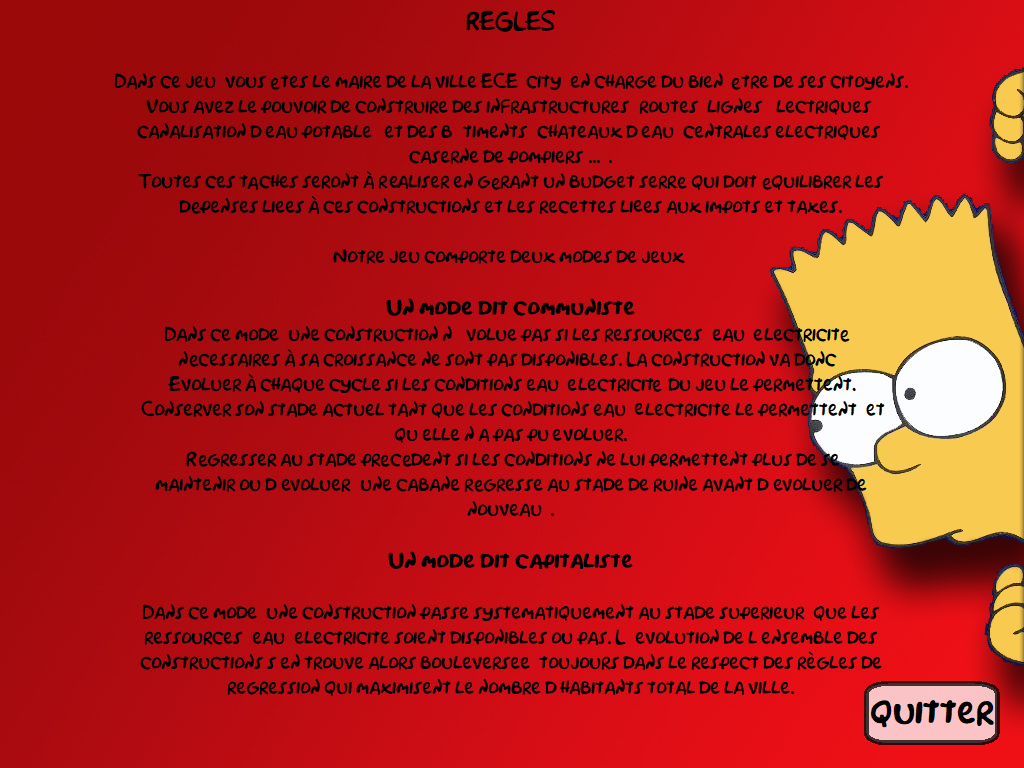 REGLES
DANS CE JEU VOUS ETES LE MAIRE DE LA VILLE ECE CITY EN CHARGE DU BIEN ETRE DE SES CITOYENS.
VOUS AVEZ LE POUVOIR DE CONSTRUIRE DES INFRASTRUCTURES ROUTES LIGNES LECTRIQUES
CANALISATION D EAU POTABLE ET DES B TIMENTS CHATEAUX D EAU CENTRALES ELECTRIQUES
CASERNE DE POMPIERS ... .
TOUTES CES TACHES SERONT À REALISER EN GERANT UN BUDGET SERRE QUI DOIT EQUILIBRER LES
DEPENSES LIEES À CES CONSTRUCTIONS ET LES RECETTES LIEES AUX IMPOTS ET TAXES.
NOTRE JEU COMPORTE DEUX MODES DE JEUX
UN MODE DIT COMMUNISTE
DANS CE MODE UNE CONSTRUCTION N VOLUE PAS SI LES RESSOURCES EAU ELECTRICITE
NECESSAIRES À SA CROISSANCE NE SONT PAS DISPONIBLES. LA CONSTRUCTION VA DONC
EVOLUER À CHAQUE CYCLE SI LES CONDITIONS EAU ELECTRICITE DU JEU LE PERMETTENT.
CONSERVER SON STADE ACTUEL TANT QUE LES CONDITIONS EAU ELECTRICITE LE PERMETTENT ET
QU ELLE N A PAS PU EVOLUER.
REGRESSER AU STADE PRECEDENT SI LES CONDITIONS NE LUI PERMETTENT PLUS DE SE
MAINTENIR OU D EVOLUER UNE CABANE REGRESSE AU STADE DE RUINE AVANT D EVOLUER DE
NOUVEAU .
UN MODE DIT CAPITALISTE
DANS CE MODE UNE CONSTRUCTION PASSE SYSTEMATIQUEMENT AU STADE SUPERIEUR QUE LES
RESSOURCES EAU ELECTRICITE SOIENT DISPONIBLES OU PAS. L EVOLUTION DE L ENSEMBLE DES
CONSTRUCTIONS S EN TROUVE ALORS BOULEVERSEE TOUJOURS DANS LE RESPECT DES RÈGLES DE
REGRESSION QUI MAXIMISENT LE NOMBRE D HABITANTS TOTAL DE LA VILLE.
QUITTER